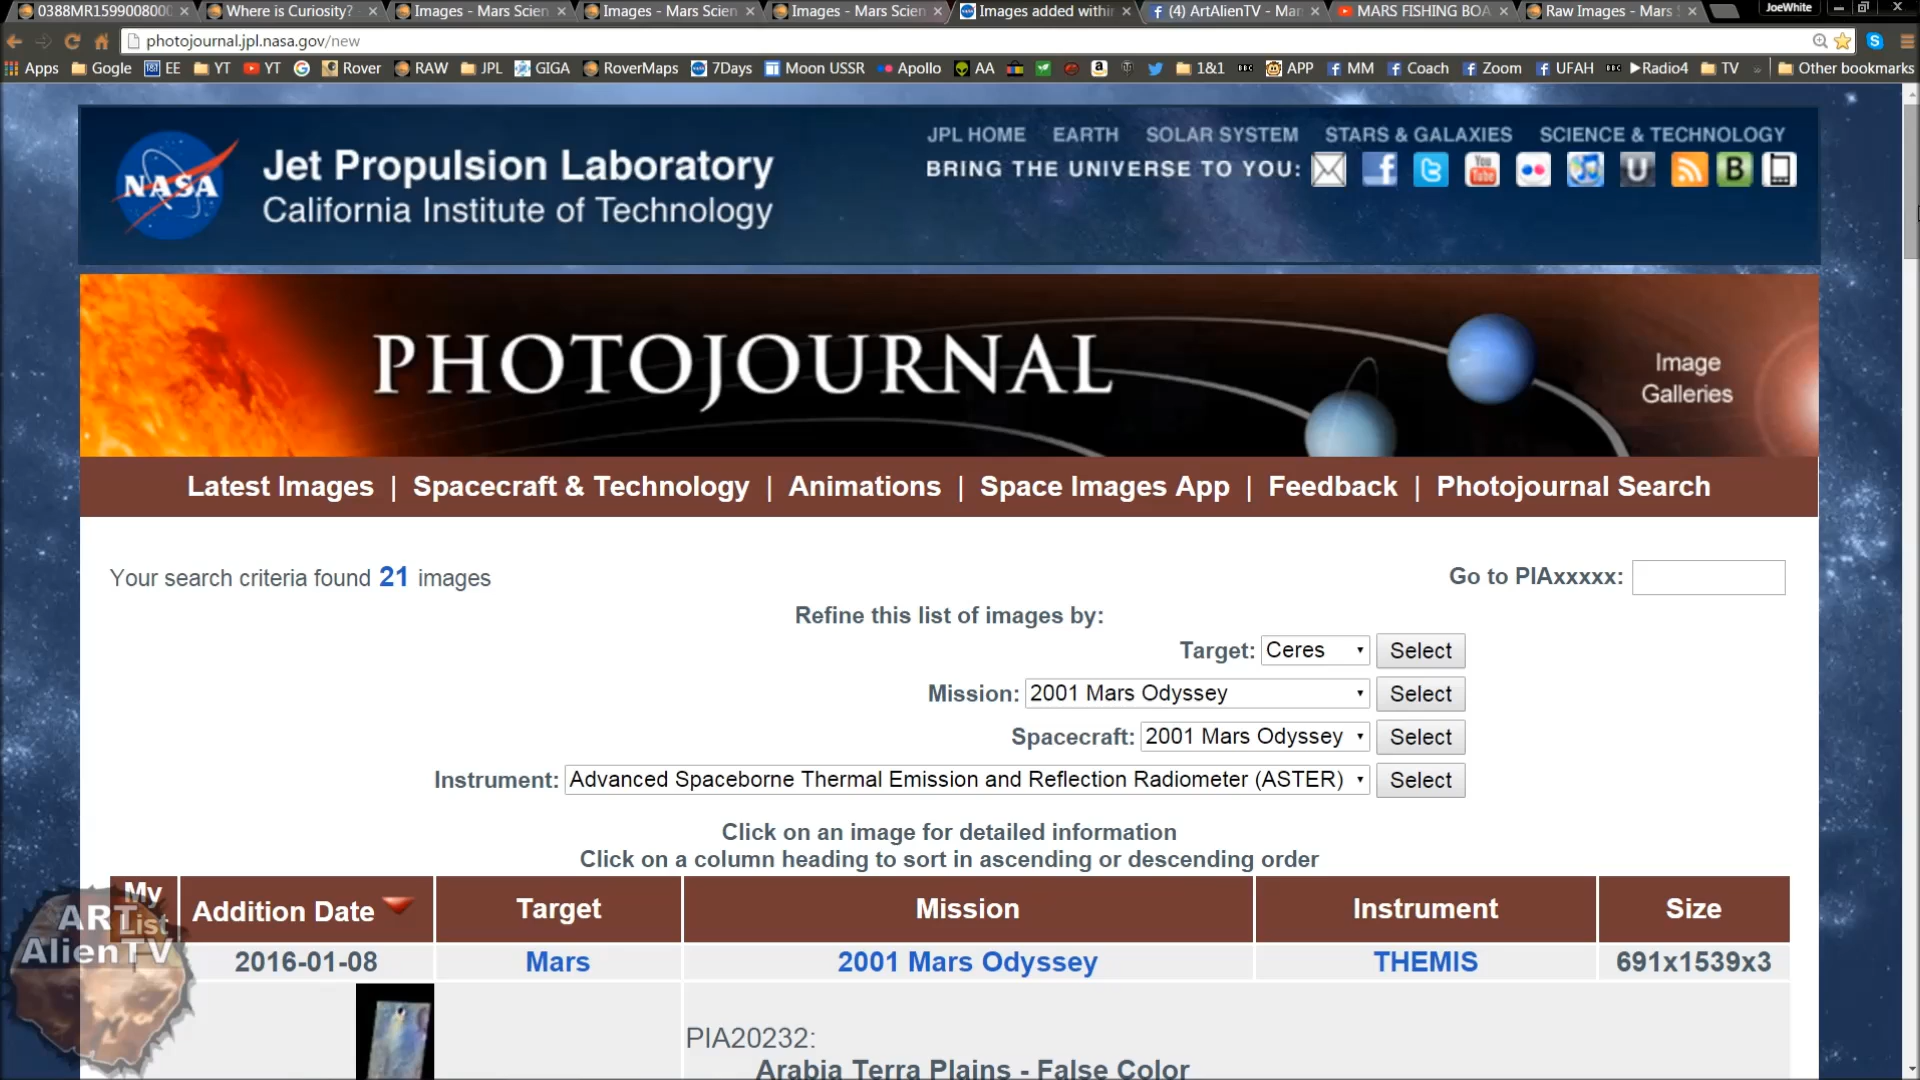 0388MR1599008000
Where is Curiosity?
Images - Mars Scien
Images - Mars Scien
Images - Mars Scien
Images added within
(4) ArtAlienTV - Mar
MARS FISHING BOA
Raw Images - Mars
JoeWhite
photojournal.jpl.nasa.gov/new
Apps Gogle EE YT YT Rover RAW JPL GIGA RoverMaps 7Days Moon USSR Apollo AA 1&1 APP MM Coach Zoom UFAH Radio4 TV » Other bookmarks
NASA
Jet Propulsion Laboratory
California Institute of Technology
JPL HOME EARTH SOLAR SYSTEM STARS & GALAXIES SCIENCE & TECHNOLOGY
BRING THE UNIVERSE TO YOU:
PHOTOJOURNAL
Image
Galleries
Latest Images | Spacecraft & Technology | Animations | Space Images App | Feedback | Photojournal Search
Your search criteria found 21 images
Go to PIAxxxxx:
Refine this list of images by:
Target: Ceres Select
Mission: 2001 Mars Odyssey Select
Spacecraft: 2001 Mars Odyssey Select
Instrument: Advanced Spaceborne Thermal Emission and Reflection Radiometer (ASTER) Select
Click on an image for detailed information
Click on a column heading to sort in ascending or descending order
My List Addition Date Target Mission Instrument Size
ART
AlienTV
2016-01-08 Mars 2001 Mars Odyssey THEMIS 691x1539x3
PIA20232:
Arabia Terra Plains - False Color